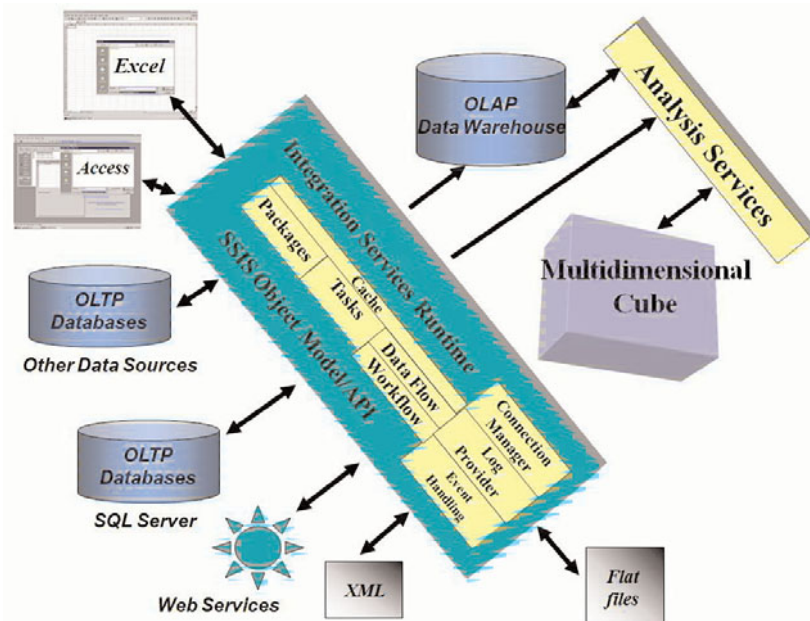 Excel
Access
OLAP
Data Warehouse
Analysis Services
Multidimensional
Cube
Integration Services Runtime
SSIS Object Model/API
Packages
Cache
Tasks
Data Flow
Workflow
Connection
Manager
Log
Provider
Event
Handling
OLTP
Databases
Other Data Sources
OLTP
Databases
SQL Server
Web Services
XML
Flat
files